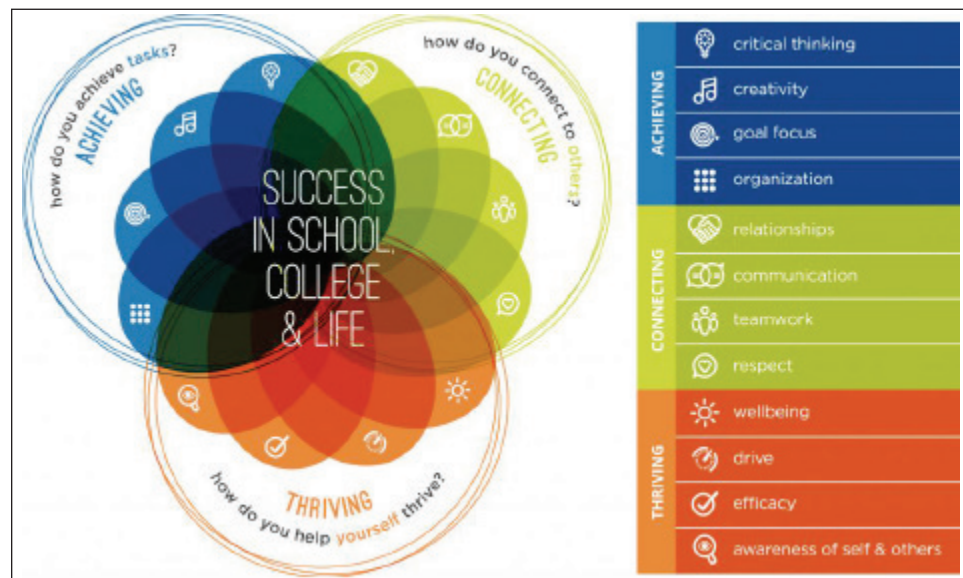 how do you achieve tasks?
ACHIEVING
how do you connect to others?
CONNECTING
SUCCESS
IN SCHOOL,
COLLEGE
& LIFE
THRIVING
how do you help yourself thrive?
ACHIEVING
critical thinking
creativity
goal focus
organization
CONNECTING
relationships
communication
teamwork
respect
THRIVING
wellbeing
drive
efficacy
awareness of self & others